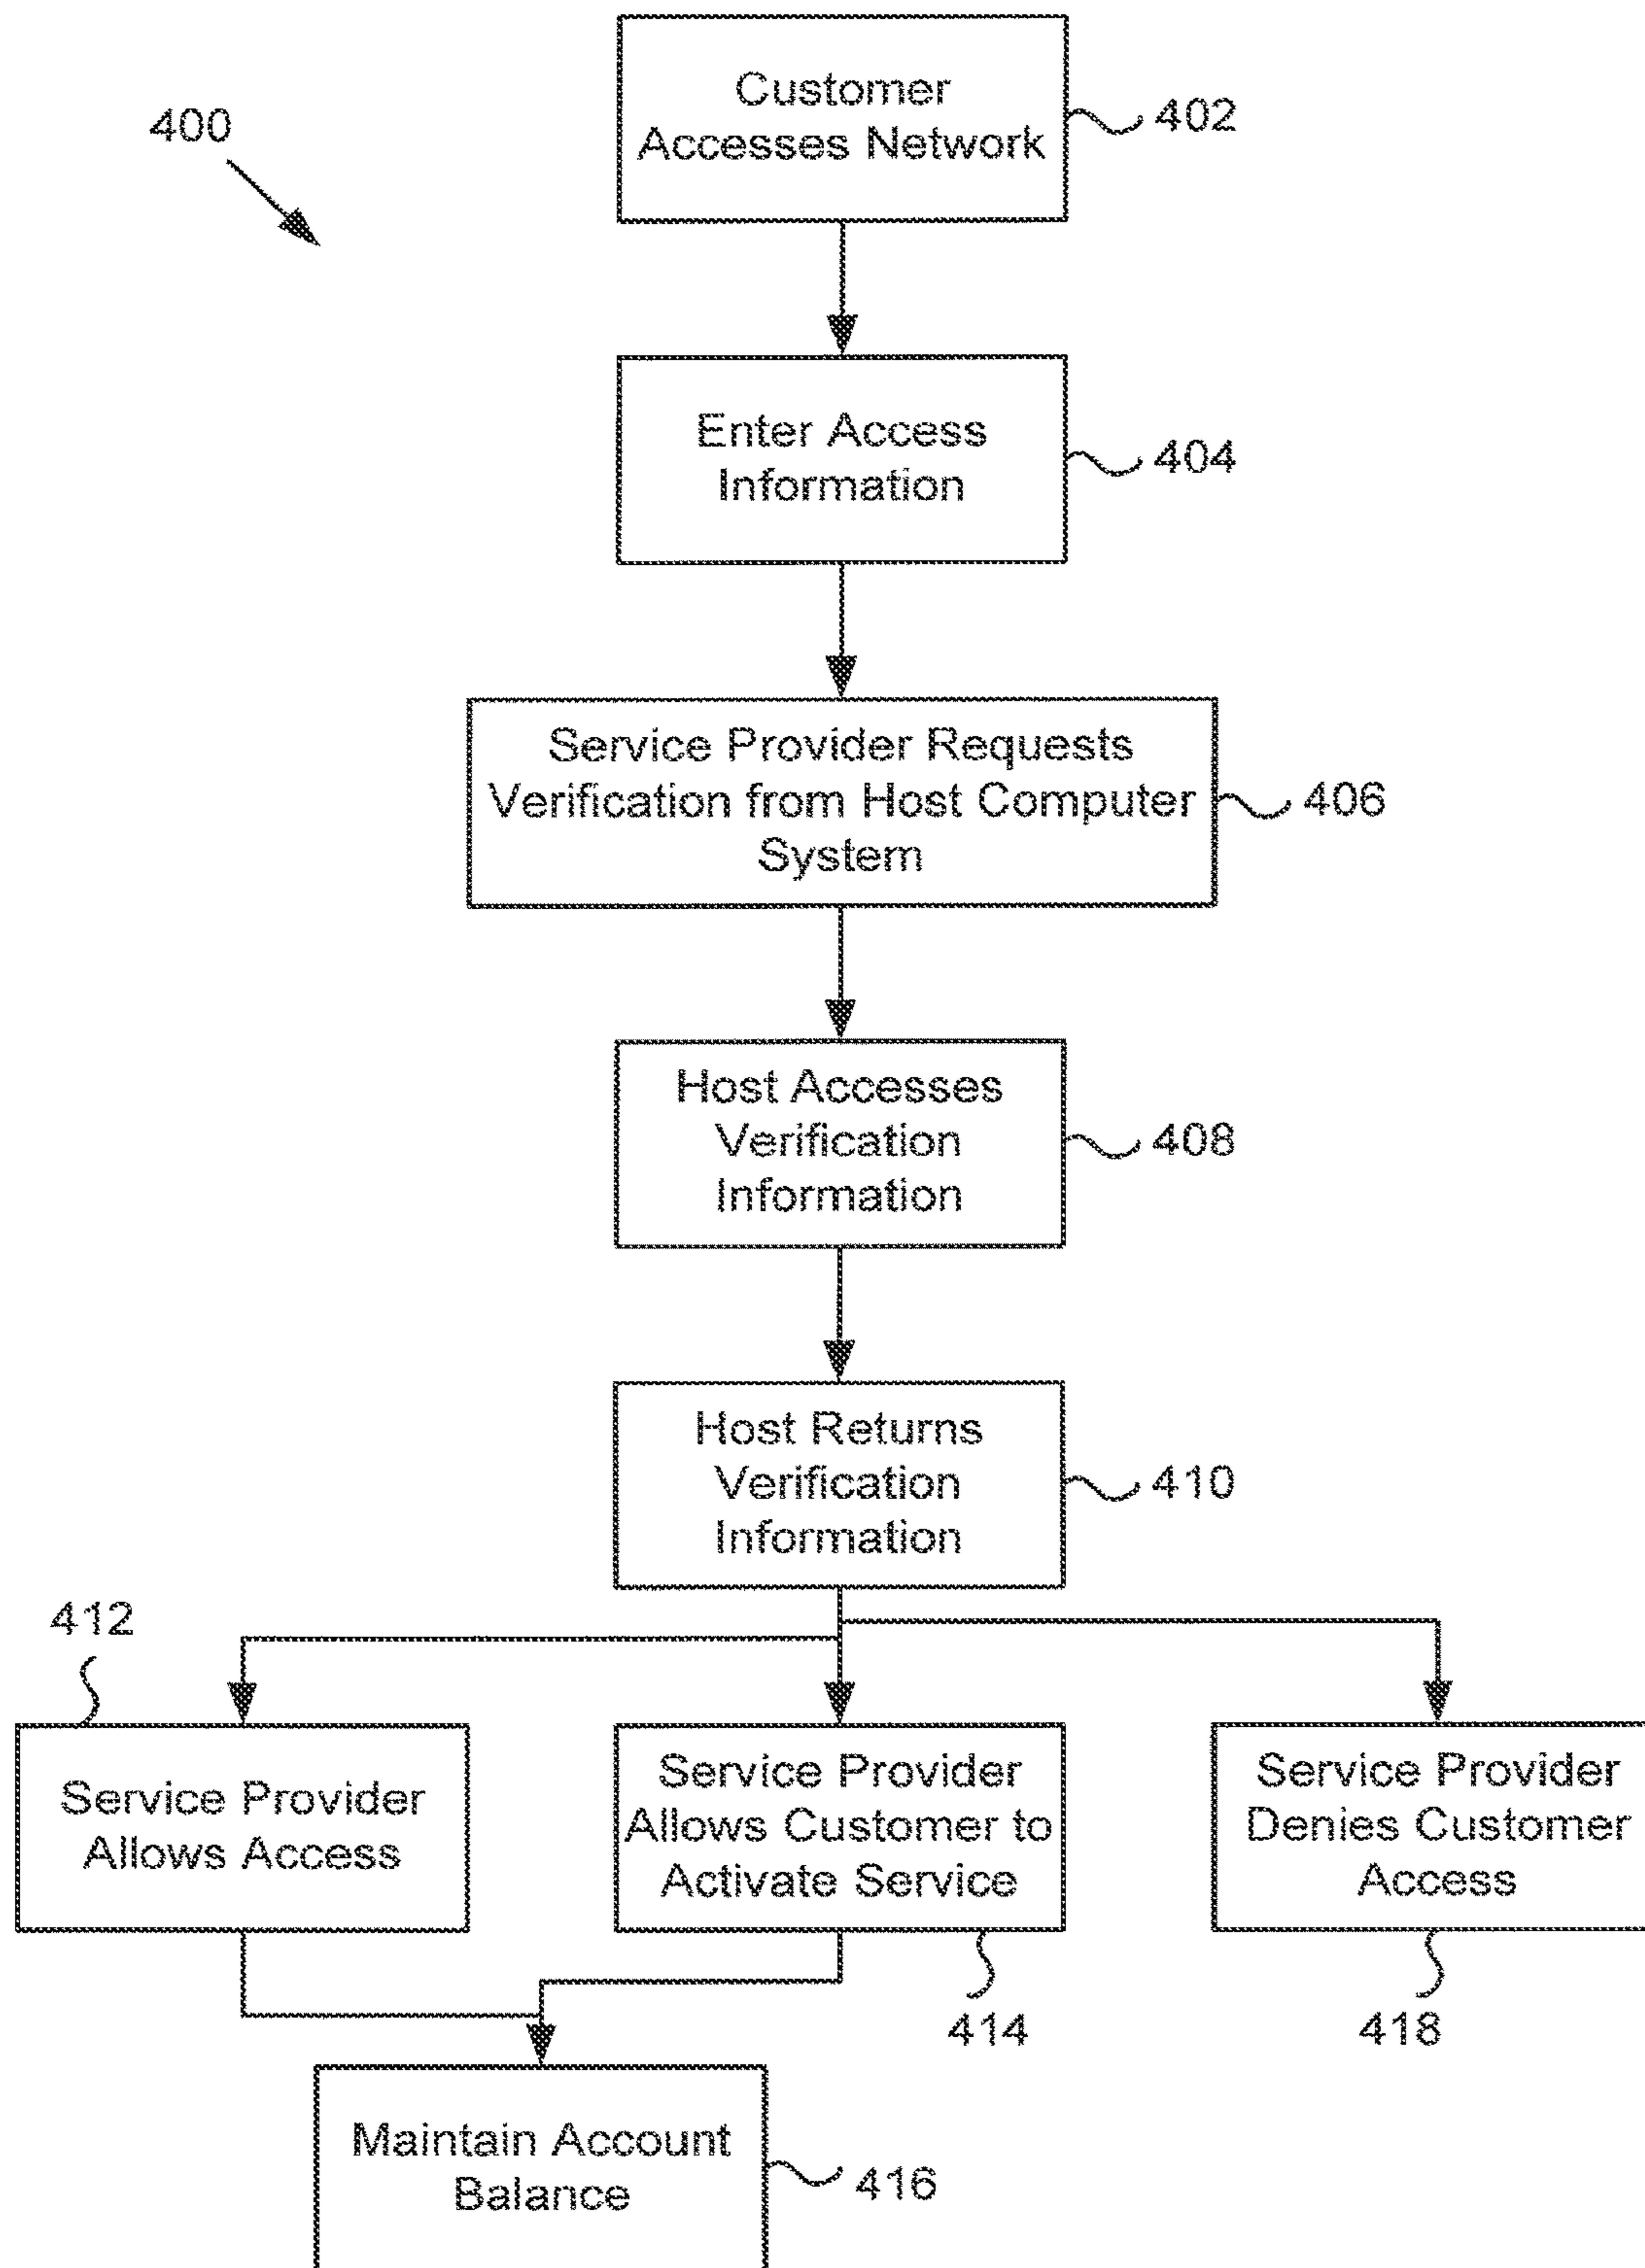 400
Customer
Accesses Network
402
Enter Access
Information
404
Service Provider Requests
Verification from Host Computer
System
406
Host Accesses
Verification
Information
408
Host Returns
Verification
Information
410
412
Service Provider
Allows Access
Service Provider
Allows Customer to
Activate Service
Service Provider
Denies Customer
Access
414
418
Maintain Account
Balance
416